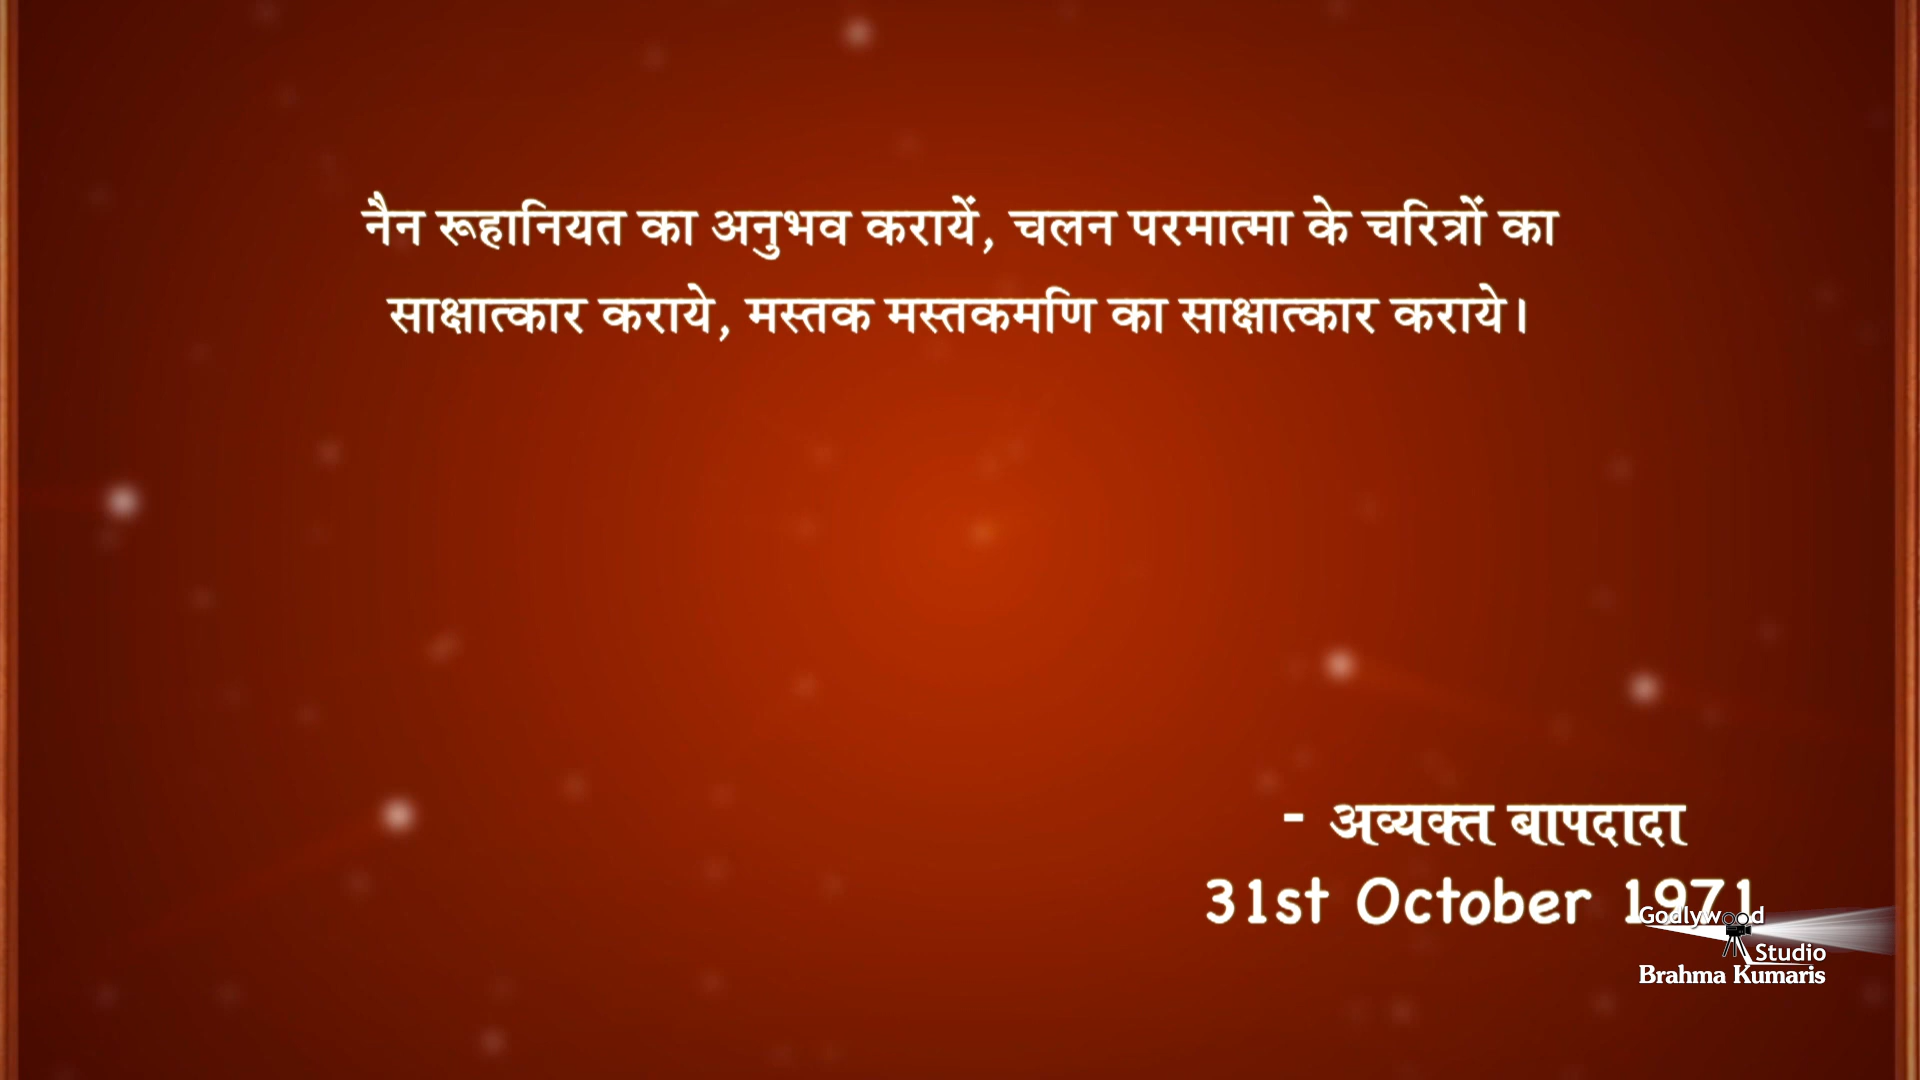 नैन रूहानियत का अनुभव करायें, चलन परमात्मा के चरित्रों का
साक्षात्कार कराये, मस्तक मस्तकमणि का साक्षात्कार कराये।
- अव्यक्त बापदादा
31st October 1971
Godlywood
Studio
Brahma Kumaris